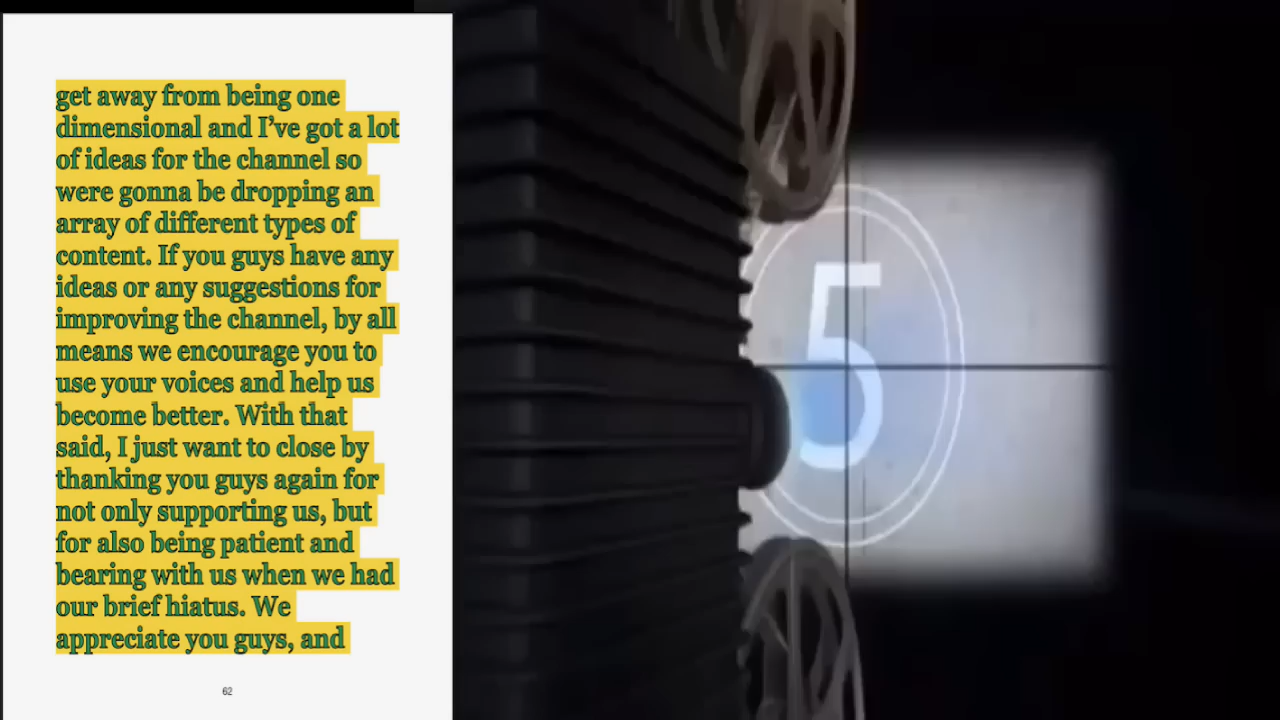 get away from being one
dimensional and I’ve got a lot
of ideas for the channel so
were gonna be dropping an
array of different types of
content. If you guys have any
ideas or any suggestions for
improving the channel, by all
means we encourage you to
use your voices and help us
become better. With that
said, I just want to close by
thanking you guys again for
not only supporting us, but
for also being patient and
bearing with us when we had
our brief hiatus. We
appreciate you guys, and
62
5